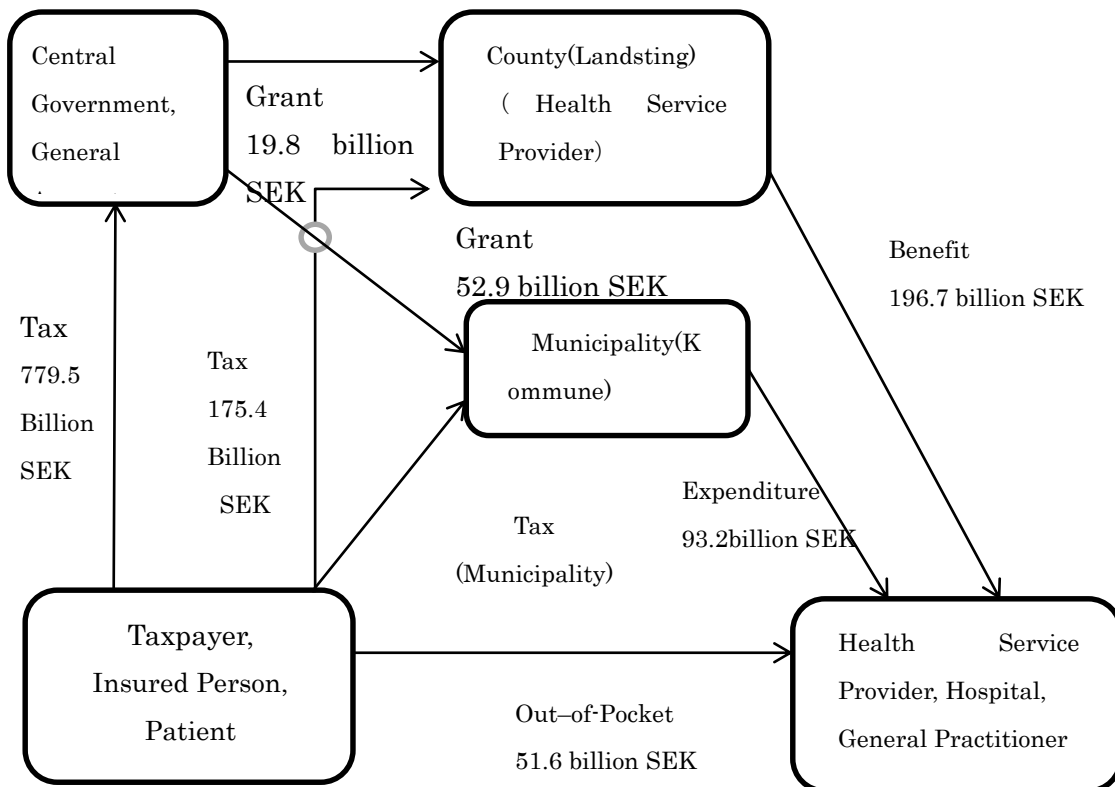 Central
Government,
General
County(Landsting)
( Health Service
Provider)
Grant
19.8 billion
SEK
Grant
52.9 billion SEK
Benefit
196.7 billion SEK
Tax
779.5
Billion
SEK
Tax
175.4
Billion
SEK
Municipality(K
ommune)
Expenditure
93.2billion SEK
Tax
(Municipality)
Taxpayer,
Insured Person,
Patient
Out–of-Pocket
51.6 billion SEK
Health Service
Provider, Hospital,
General Practitioner